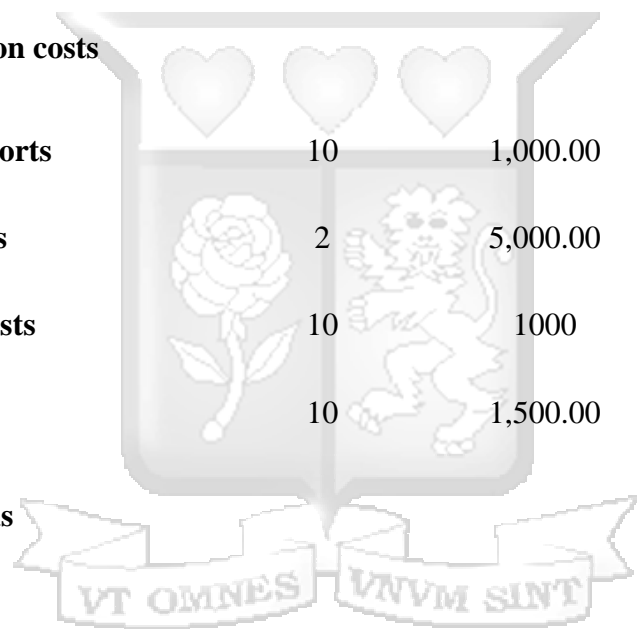 on costs
orts 10 1,000.00
s 2 5,000.00
sts 10 1000
10 1,500.00
s
VT OMNES VNVM SINT